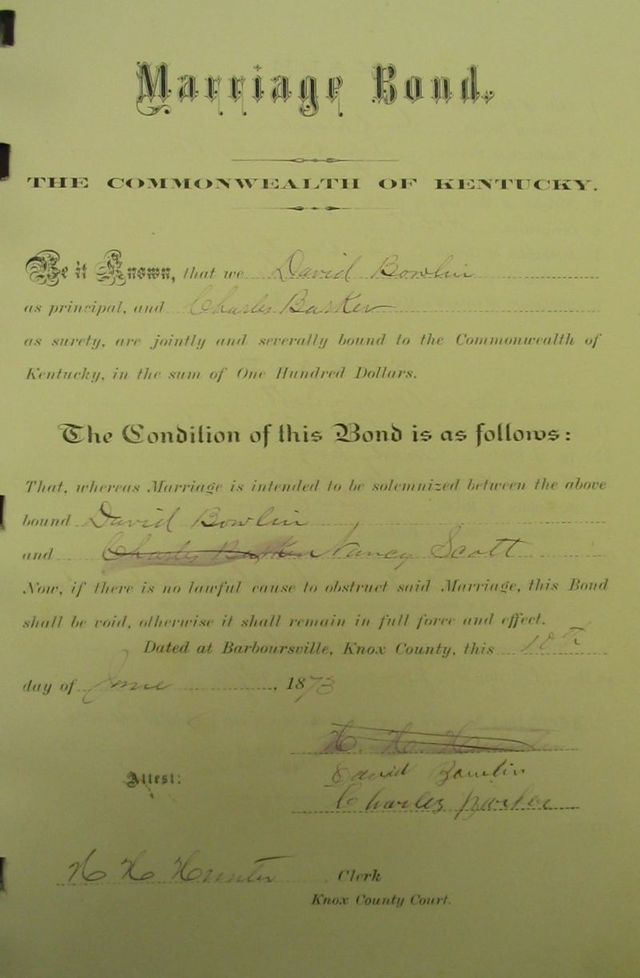 Marriage Bond.
THE COMMONWEALTH OF KENTUCKY.
Be it Known, that we David Bowlin
as principal, and Charles Barker
as surety, are jointly and severally bound to the Commonwealth of
Kentucky, in the sum of One Hundred Dollars.
The Condition of this Bond is as follows:
That, whereas Marriage is intended to be solemnized between the above
bound David Bowlin
and Charles Barker Nancy Scott
Now, if there is no lawful cause to obstruct said Marriage, this Bond
shall be void, otherwise it shall remain in full force and effect.
Dated at Barboursville, Knox County, this 10th
day of June, 1873
H. H. Hunter
David Bowlin
Attest:
Charles Barker
H H Hunter Clerk
Knox County Court.